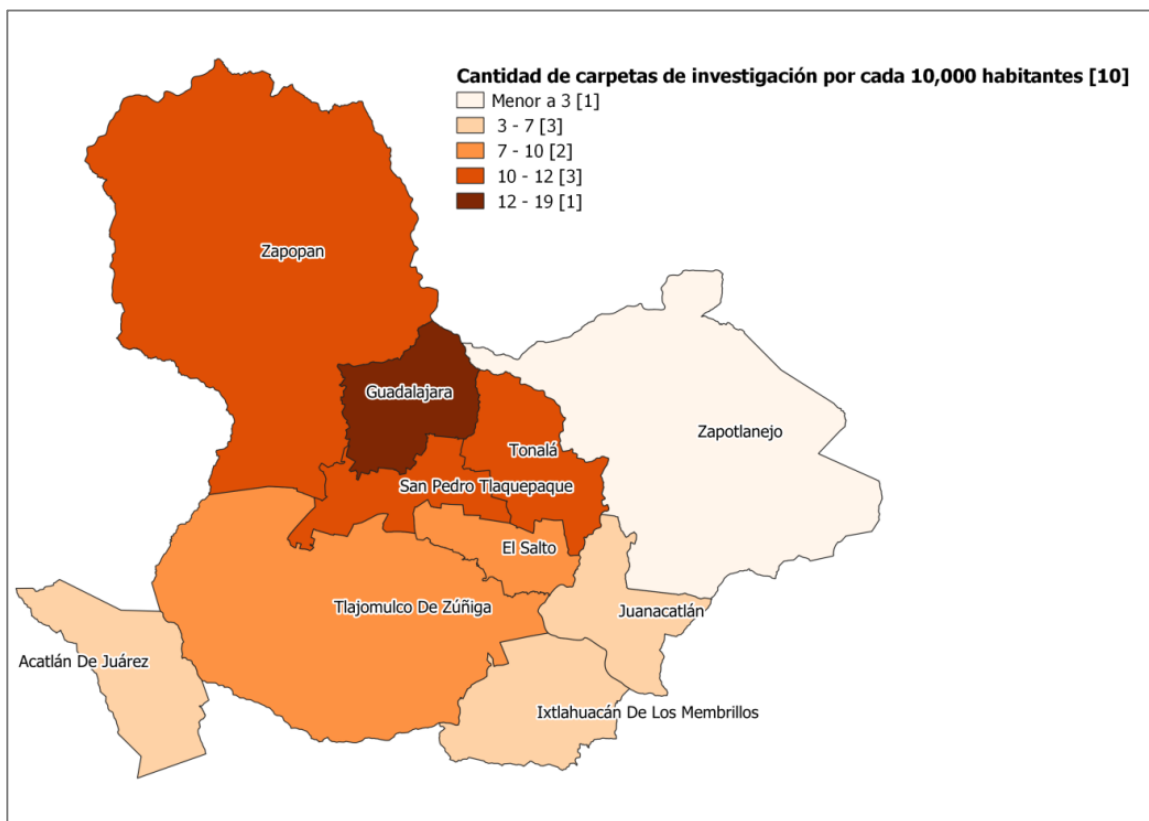 Cantidad de carpetas de investigación por cada 10,000 habitantes [10]
Menor a 3 [1]
3 - 7 [3]
7 - 10 [2]
10 - 12 [3]
12 - 19 [1]
Zapopan
Guadalajara
Zapotlanejo
Tonalá
San Pedro Tlaquepaque
El Salto
Tlajomulco De Zúñiga
Juanacatlán
Acatlán De Juárez
Ixtlahuacán De Los Membrillos